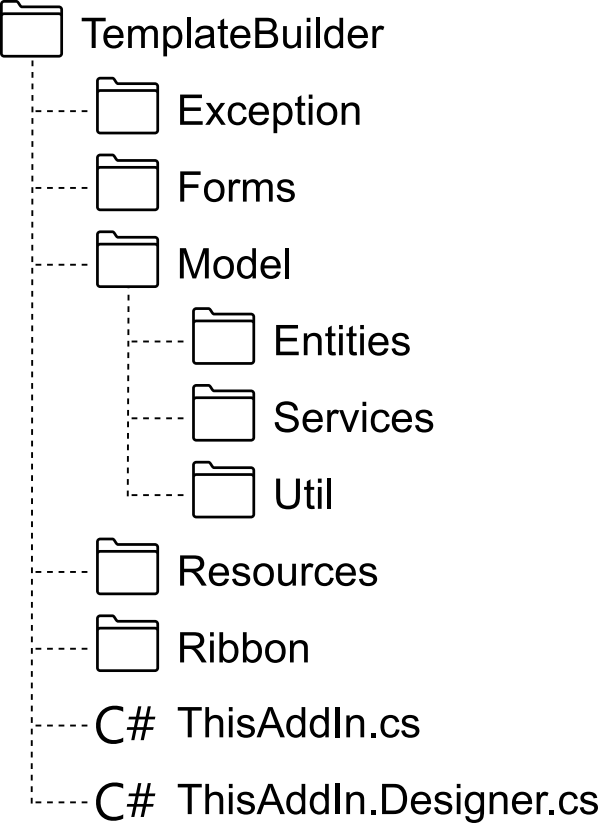 TemplateBuilder
Exception
Forms
Model
Entities
Services
Util
Resources
Ribbon
C# ThisAddIn.cs
C# ThisAddIn.Designer.cs